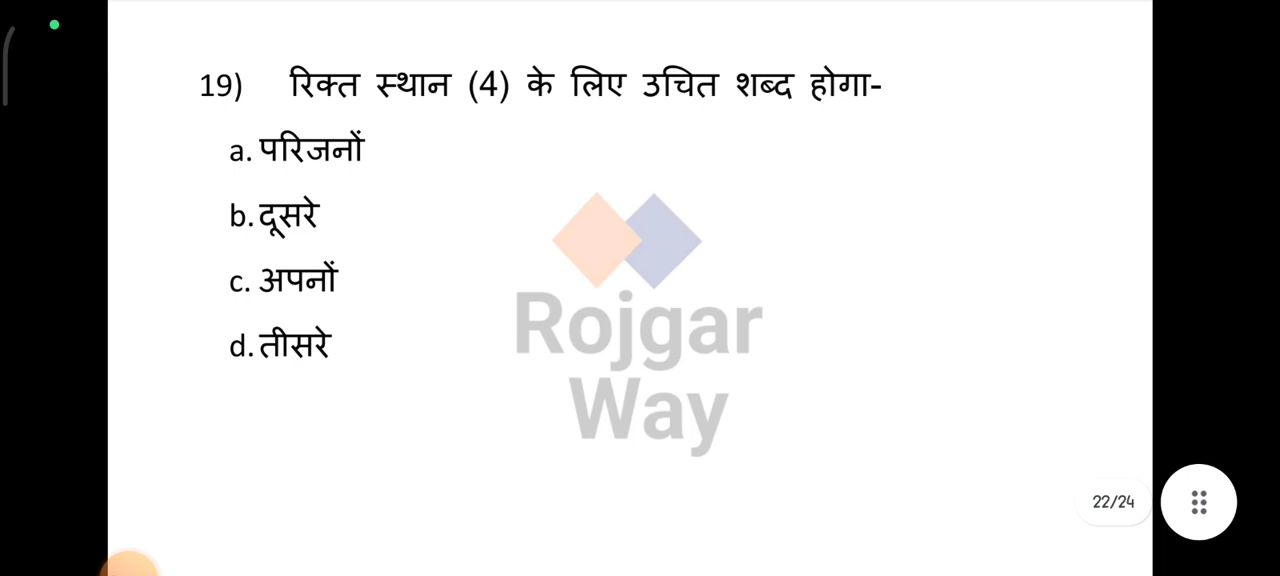 19) रिक्त स्थान (4) के लिए उचित शब्द होगा-
a. परिजनों
b. दूसरे
c. अपनों
d. तीसरे
Rojgar
Way
22/24